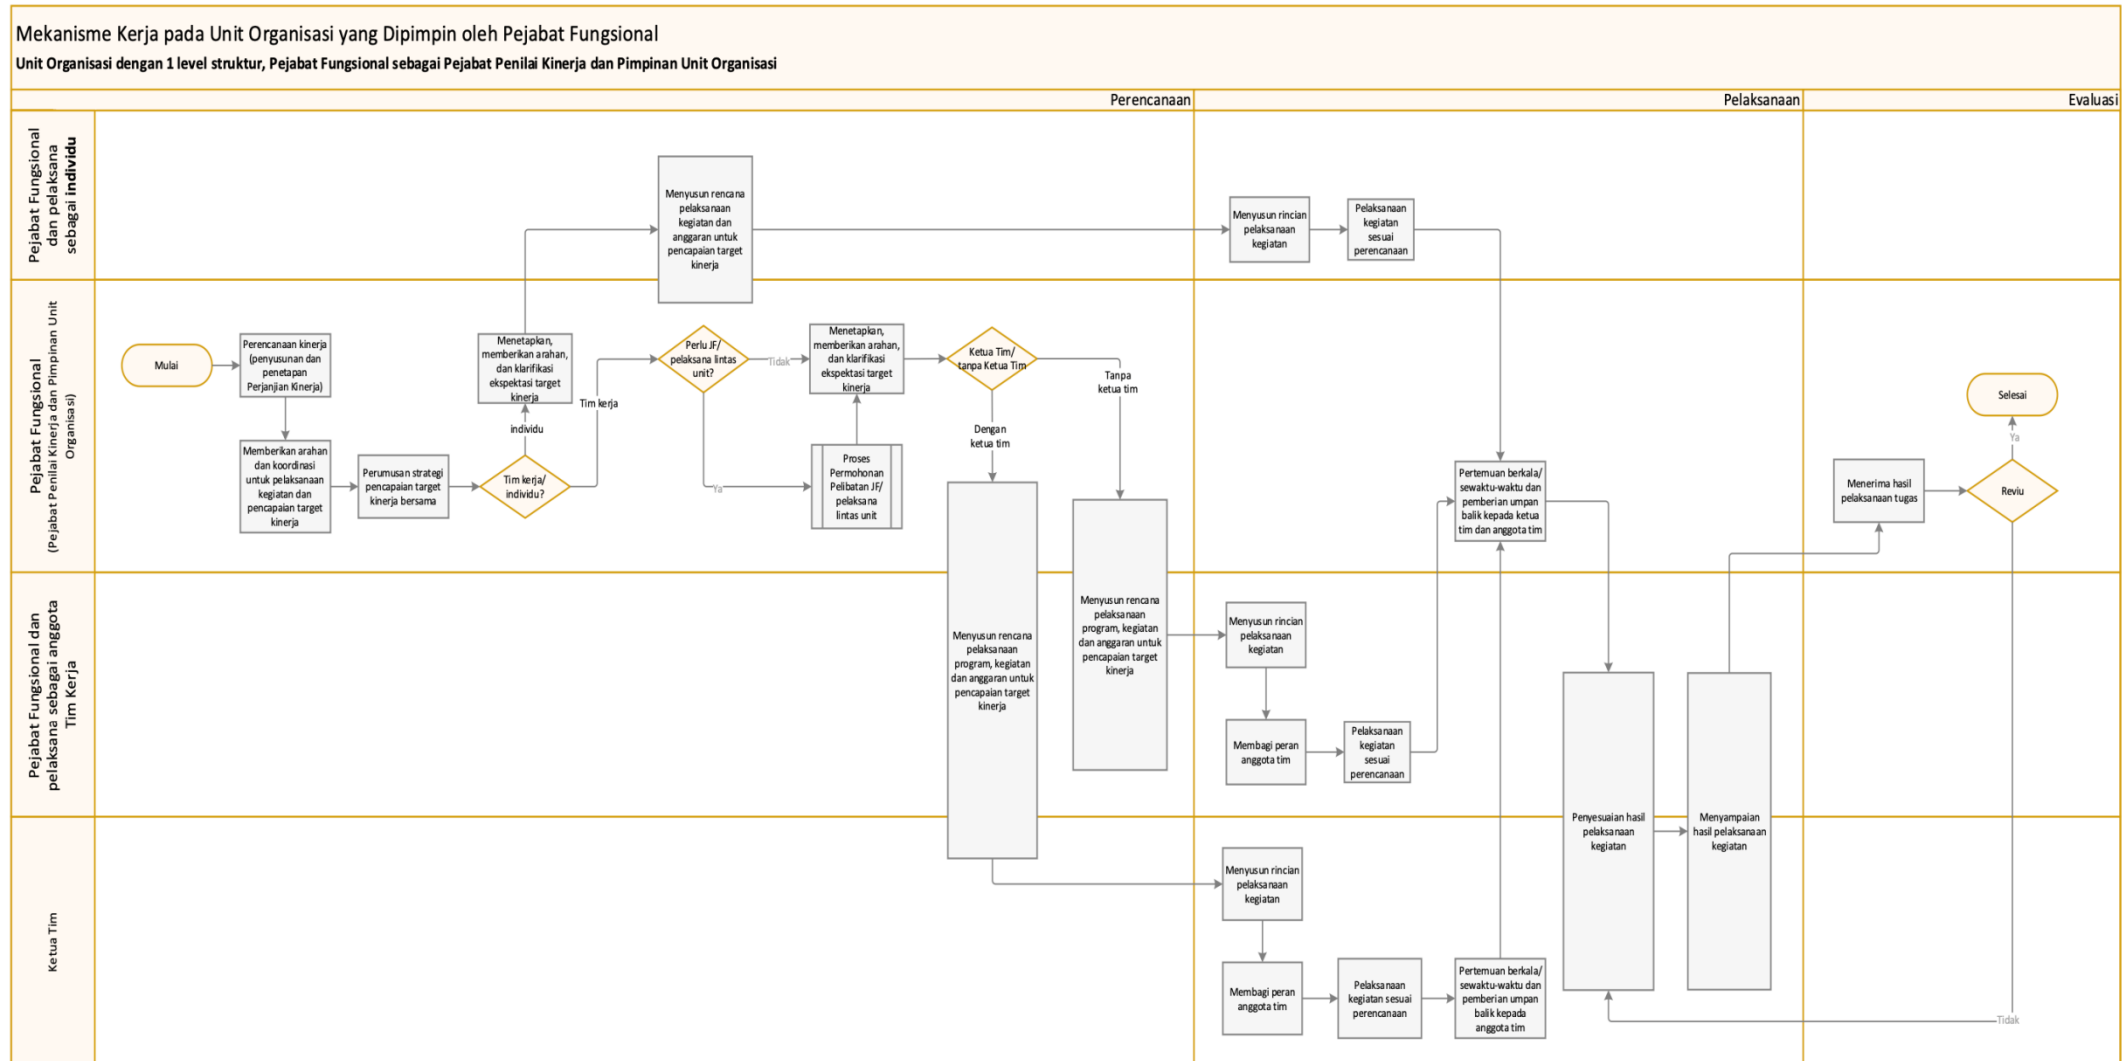 Mekanisme Kerja pada Unit Organisasi yang Dipimpin oleh Pejabat Fungsional
Unit Organisasi dengan 1 level struktur, Pejabat Fungsional sebagai Pejabat Penilai Kinerja dan Pimpinan Unit Organisasi
Perencanaan
Pelaksanaan
Evaluasi
Pejabat Fungsional
dan pelaksana
sebagai individu
Menyusun rencana
pelaksanaan
kegiatan dan
anggaran untuk
pencapaian target
kinerja
Menyusun rincian
pelaksanaan
kegiatan
Pelaksanaan
kegiatan
sesuai
perencanaan
Pejabat Fungsional
(Pejabat Penilai Kinerja dan Pimpinan Unit
Organisasi)
Mulai
Perencanaan kinerja
(penyusunan dan
penetapan
Perjanjian Kinerja)
Memberikan arahan
dan koordinasi
untuk pelaksanaan
kegiatan dan
pencapaian target
kinerja
Perumusan strategi
pencapaian target
kinerja bersama
Tim kerja/
individu?
individu
Menetapkan,
memberikan arahan,
dan klarifikasi
ekspektasi target
kinerja
Tim kerja
Perlu JF/
pelaksana lintas
unit?
Tidak
Ya
Proses
Permohonan
Pelibatan JF/
pelaksana
lintas unit
Menetapkan,
memberikan arahan,
dan klarifikasi
ekspektasi target
kinerja
Ketua Tim/
tanpa Ketua Tim
Dengan
ketua tim
Tanpa
ketua tim
Pertemuan berkala/
sewaktu-waktu dan
pemberian umpan
balik kepada ketua
tim dan anggota tim
Menerima hasil
pelaksanaan tugas
Reviu
Ya
Selesai
Pejabat Fungsional dan
pelaksana sebagai anggota
Tim Kerja
Menyusun rencana
pelaksanaan
program, kegiatan
dan anggaran untuk
pencapaian target
kinerja
Menyusun rencana
pelaksanaan
program, kegiatan
dan anggaran untuk
pencapaian target
kinerja
Menyusun rincian
pelaksanaan
kegiatan
Membagi peran
anggota tim
Pelaksanaan
kegiatan
sesuai
perencanaan
Penyesuaian hasil
pelaksanaan
kegiatan
Menyampaian
hasil pelaksanaan
kegiatan
Ketua Tim
Menyusun rincian
pelaksanaan
kegiatan
Membagi peran
anggota tim
Pelaksanaan
kegiatan sesuai
perencanaan
Pertemuan berkala/
sewaktu-waktu dan
pemberian umpan
balik kepada
anggota tim
Tidak